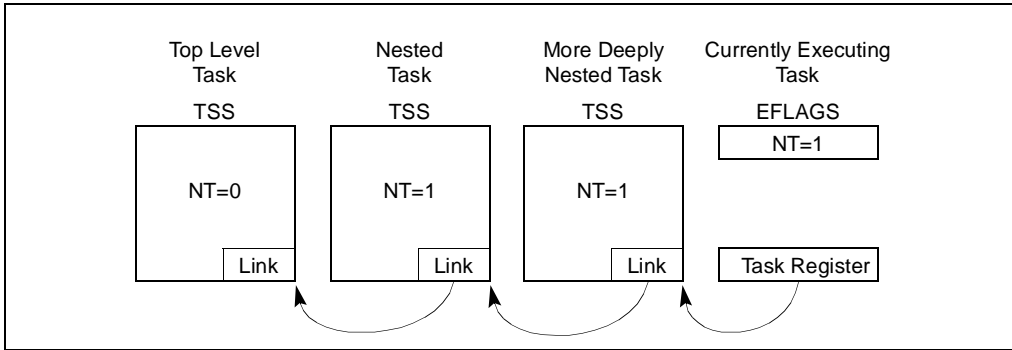 Top Level
Task
TSS
NT=0
Link
Nested
Task
TSS
NT=1
Link
More Deeply
Nested Task
TSS
NT=1
Link
Currently Executing
Task
EFLAGS
NT=1
Task Register